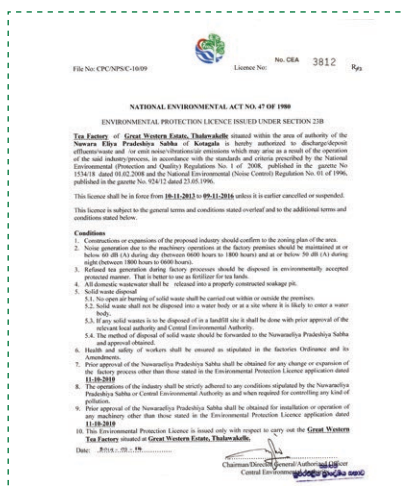 No. CEA 3812
File No: CPC/NPS/C-10/09
Licence No:
NATIONAL ENVIRONMENTAL ACT NO. 47 OF 1980
ENVIRONMENTAL PROTECTION LICENCE ISSUED UNDER SECTION 23B
Tea Factory of Great Western Estate, Thalawakelle situated within the area of authority of the
Nuwara Eliya Pradeshiya Sabha of Kotagala is hereby authorized to discharge/deposit
effluents/waste and /or emit noise/vibrations/air emissions which may arise as a result of the operation
of the said industry/process, in accordance with the standards and criteria prescribed by the National
Environmental (Protection and Quality) Regulations No. 1 of 2008, published in the gazette No
1534/18 dated 01.02.2008 and the National Environmental (Noise Control) Regulation No. 01 of 1996,
published in the gazette No. 924/12 dated 23.05.1996.
This licence shall be in force from 10-11-2013 to 09-11-2016 unless it is earlier cancelled or suspended.
This licence is subject to the general terms and conditions stated overleaf and to the additional terms and
conditions stated below.
Conditions
1. Constructions or expansions of the proposed industry should confirm to the zoning plan of the area.
2. Noise generation due to the machinery operations at the factory premises should be maintained at or
below 60 dB (A) during day (between 0600 hours to 1800 hours) and at or below 50 dB (A) during
night (between 1800 hours to 0600 hours).
3. Refused tea generation during factory processes should be disposed in environmentally accepted
protected manner. That is better to use as fertilizer for tea lands.
4. All domestic wastewater shall be released into a properly constructed soakage pit.
5. Solid waste disposal
5.1. No open air burning of solid waste shall be carried out within or outside the premises.
5.2. Solid waste shall not be disposed into a water body or at a site where it is likely to enter a water
body.
5.3. If any solid wastes is to be disposed of in a landfill site it shall be done with prior approval of the
relevant local authority and Central Environmental Authority.
5.4. The method of disposal of solid waste should be forwarded to the Nuwaraeliya Pradeshiya Sabha
and approval obtained.
6. Health and safety of workers shall be ensured as stipulated in the factories Ordinance and its
Amendments.
7. Prior approval of the Nuwaraeliya Pradeshiya Sabha shall be obtained for any change or expansion of
the factory process other than those stated in the Environmental Protection Licence application dated
11-10-2010
8. The operations of the industry shall be strictly adhered to any conditions stipulated by the Nuwaraeliya
Pradeshiya Sabha or Central Environmental Authority as and when required for controlling any kind of
pollution.
9. Prior approval of the Nuwaraeliya Pradeshiya Sabha shall be obtained for installation or operation of
any machinery other than those stated in the Environmental Protection Licence application dated
11-10-2010
10. This Environmental Protection Licence is issued only with respect to carry out the Great Western
Tea Factory situated at Great Western Estate, Thalawakelle.
Date:
Chairman/Director General/Authorized Officer
Central Environmental